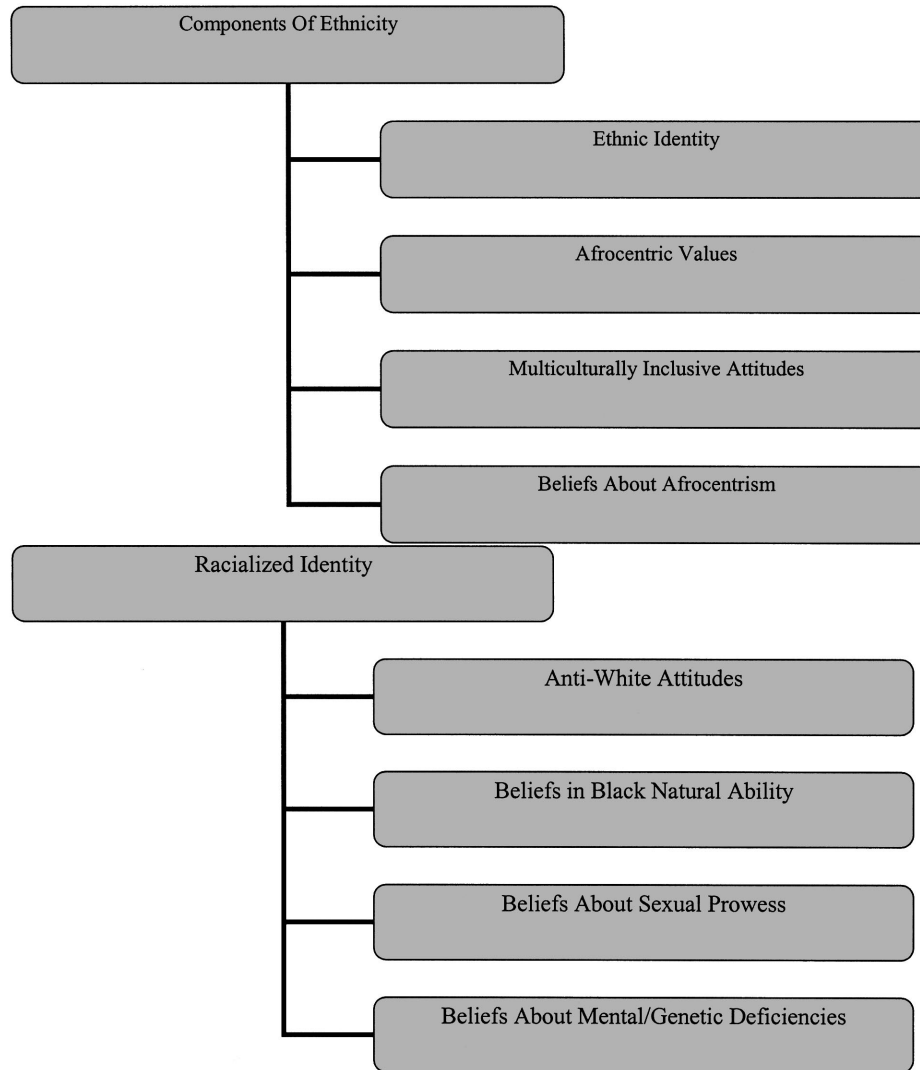 Components Of Ethnicity
Ethnic Identity
Afrocentric Values
Multiculturally Inclusive Attitudes
Beliefs About Afrocentrism
Racialized Identity
Anti-White Attitudes
Beliefs in Black Natural Ability
Beliefs About Sexual Prowess
Beliefs About Mental/Genetic Deficiencies